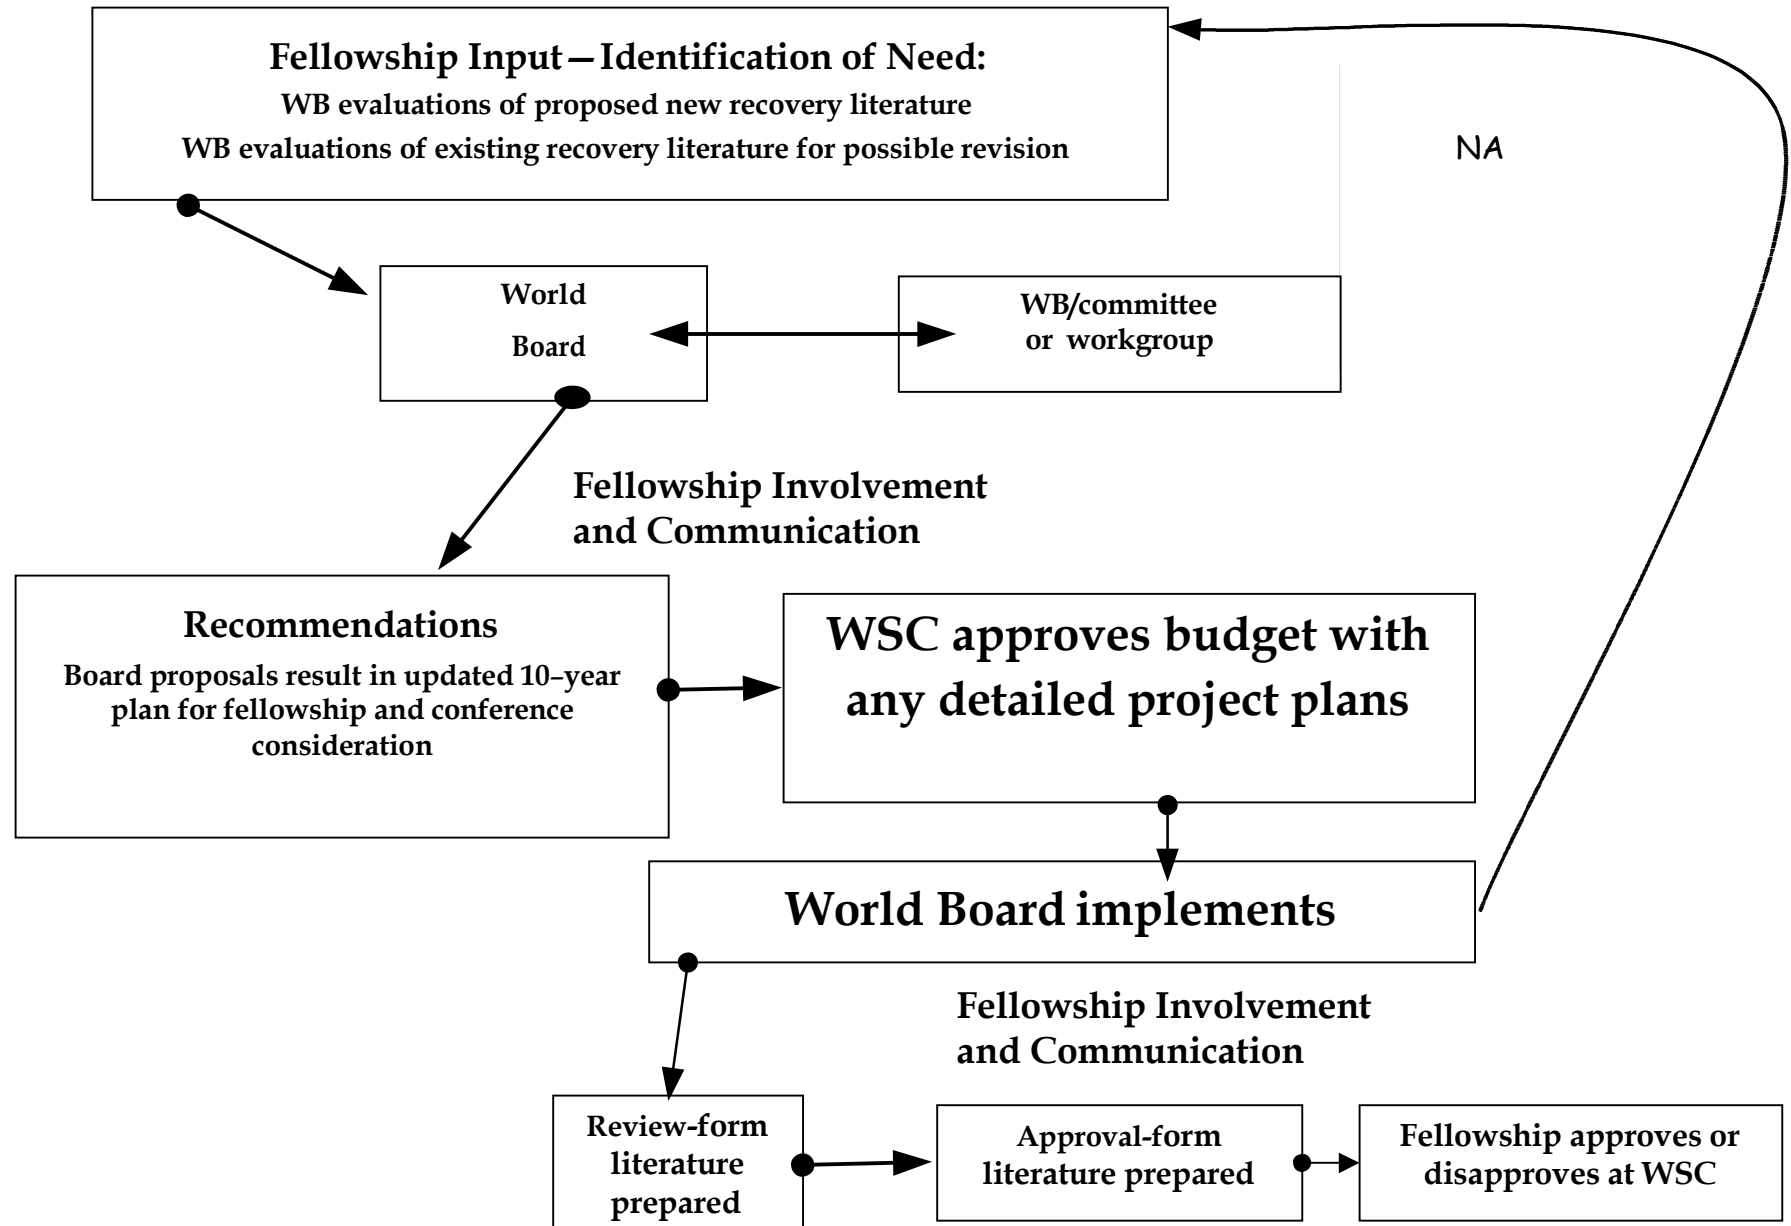 Fellowship Input—Identification of Need:
WB evaluations of proposed new recovery literature
WB evaluations of existing recovery literature for possible revision
NA
World
Board
WB/committee
or workgroup
Fellowship Involvement
and Communication
Recommendations
Board proposals result in updated 10–year
plan for fellowship and conference
consideration
WSC approves budget with
any detailed project plans
World Board implements
Fellowship Involvement
and Communication
Review-form
literature
prepared
Approval-form
literature prepared
Fellowship approves or
disapproves at WSC